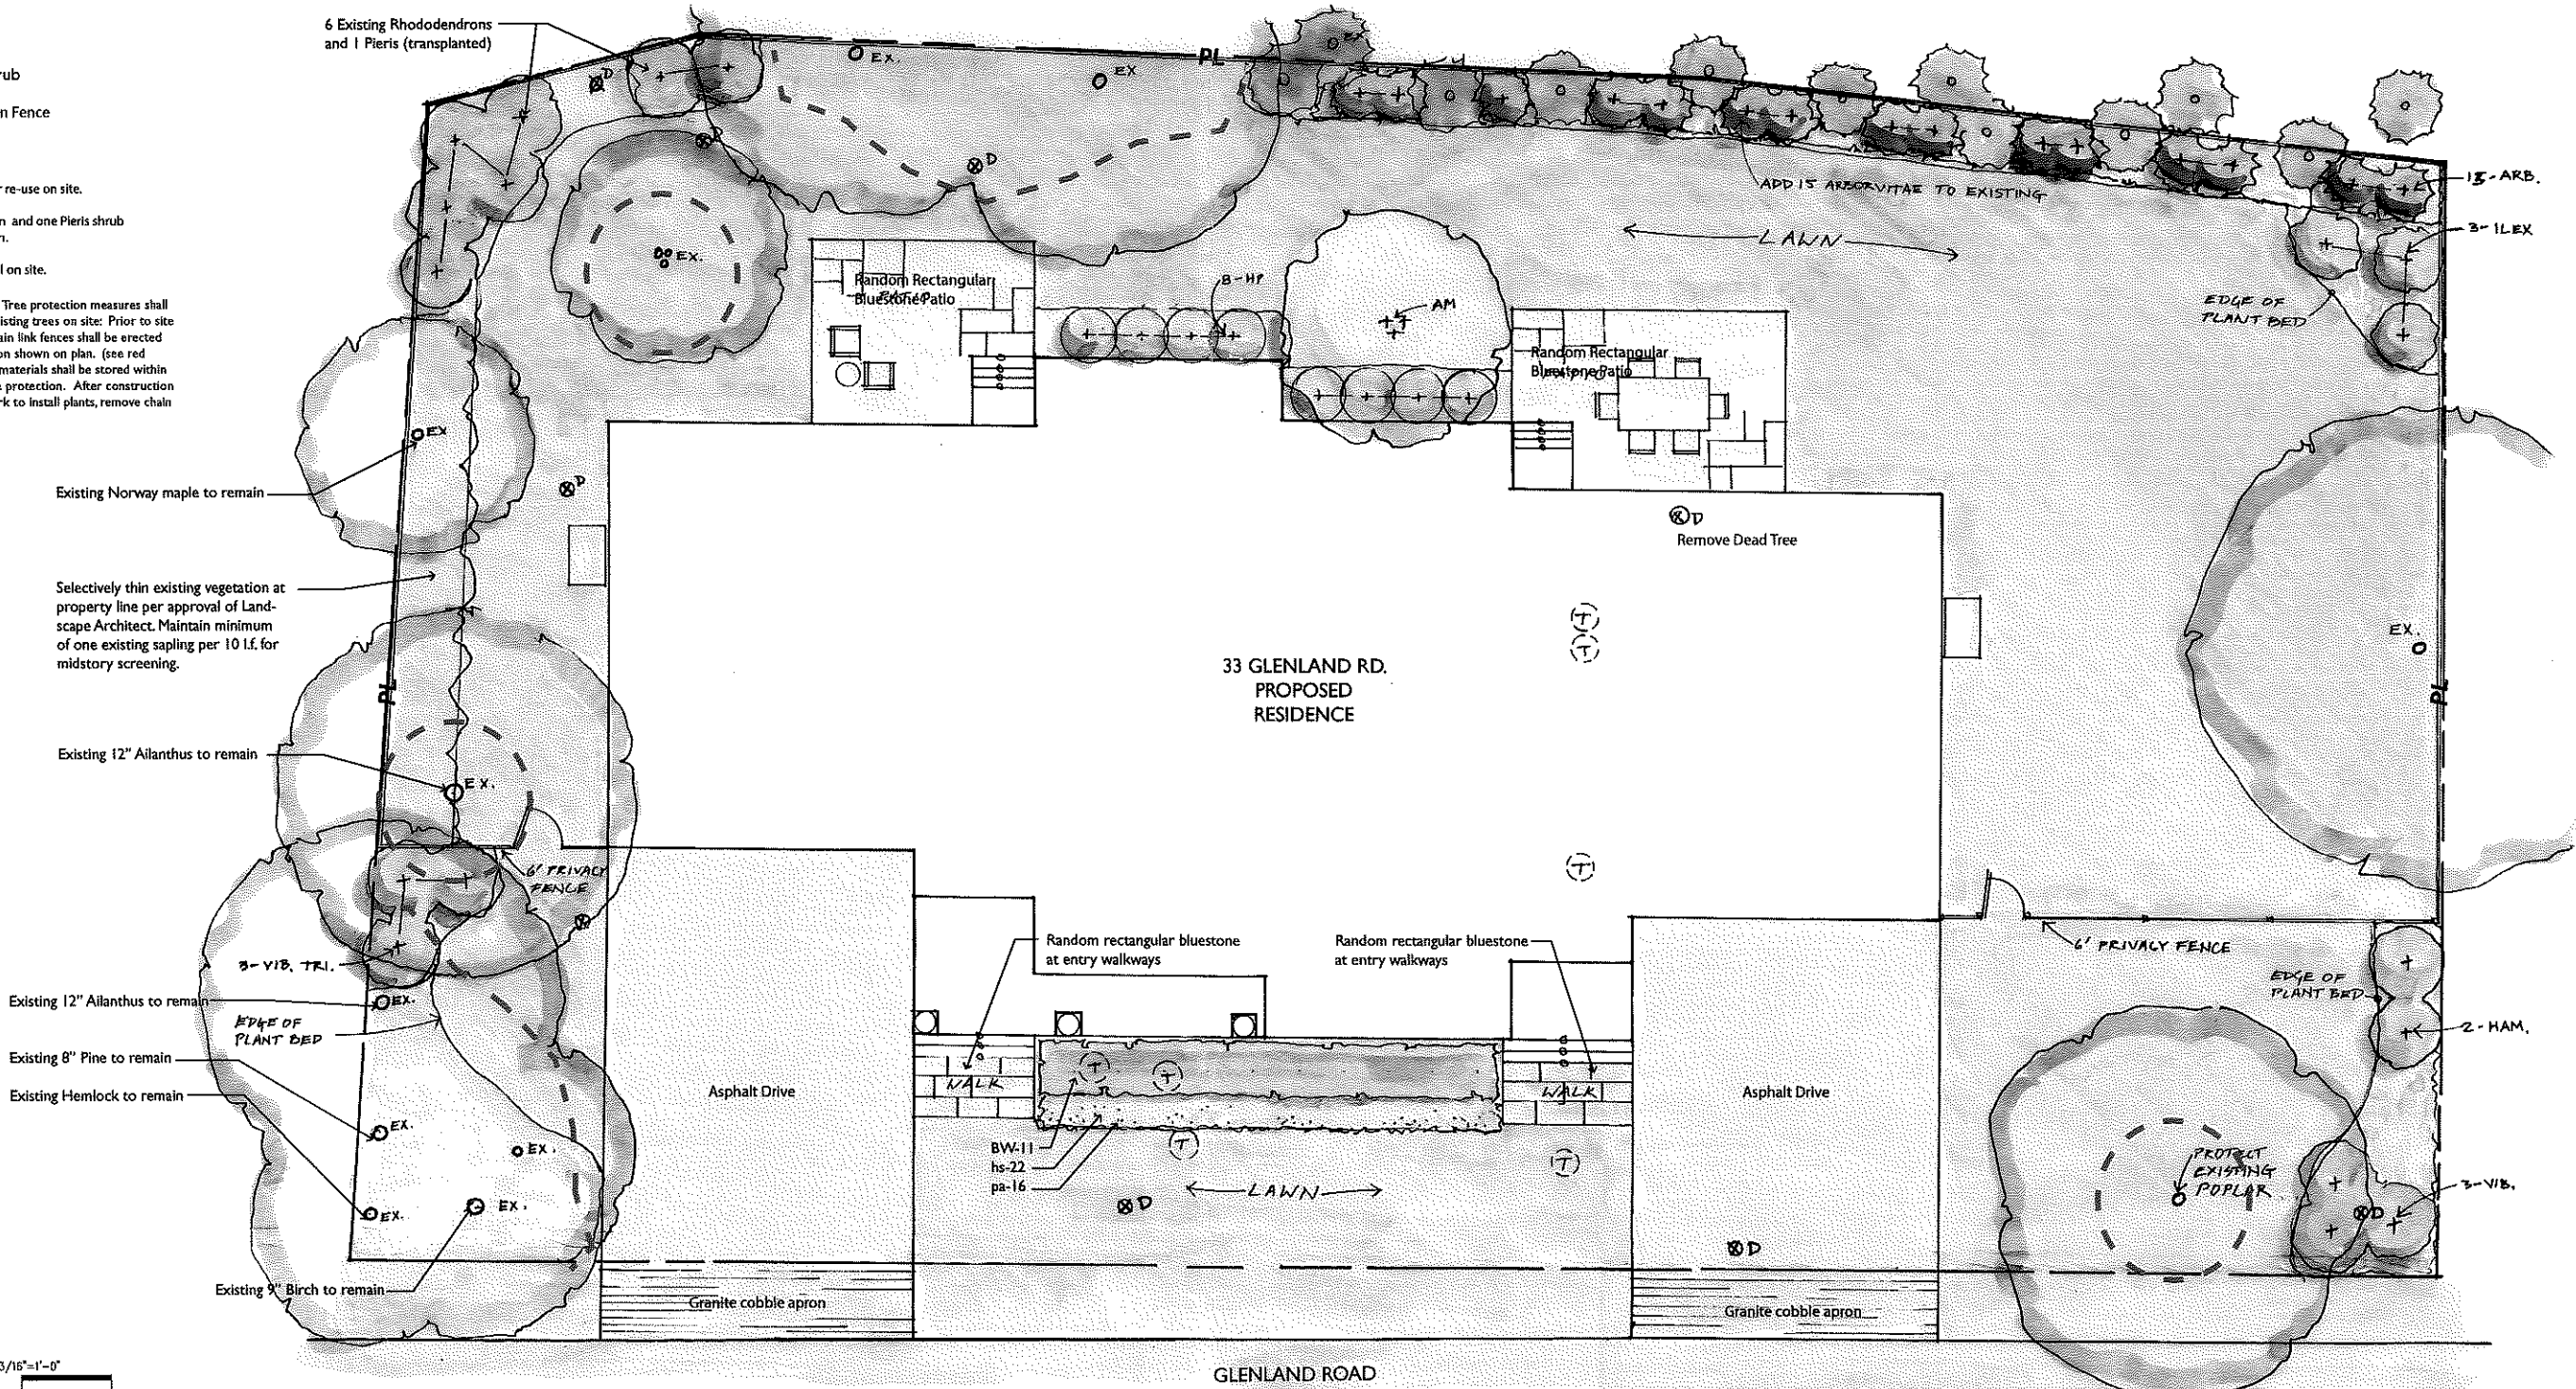 6 Existing Rhododendrons
and 1 Pieris (transplanted)
rub
n Fence
r re-use on site.
n and one Pieris shrub
n.
l on site.
Tree protection measures shall
isting trees on site: Prior to site
ain link fences shall be erected
on shown on plan. (see red
materials shall be stored within
e protection. After construction
rk to install plants, remove chain
Existing Norway maple to remain
Selectively thin existing vegetation at
property line per approval of Land-
scape Architect. Maintain minimum
of one existing sapling per 10 l.f. for
midstory screening.
Existing 12" Ailanthus to remain
3-VIB. TRI.
Existing 12" Ailanthus to remain
EDGE OF
PLANT BED
Existing 8" Pine to remain
Existing Hemlock to remain
Existing 9" Birch to remain
3/16"=1'-0"
PL
PL
PL
D
D
D
D
D
D
D
D
EX.
EX
EX
EX.
EX
EX.
EX.
EX.
EX.
EX.
EX.
EX.
Random Rectangular
Bluestone Patio
PATIO
8-HP
AM
Random Rectangular
Bluestone Patio
ADD 15 ARBORVITAE TO EXISTING
LAWN
15-ARB.
3-ILEX
EDGE OF
PLANT BED
Remove Dead Tree
T
T
T
33 GLENLAND RD.
PROPOSED
RESIDENCE
6' PRIVACY
FENCE
Random rectangular bluestone
at entry walkways
Random rectangular bluestone
at entry walkways
6' PRIVACY FENCE
EDGE OF
PLANT BED
2-HAM.
Asphalt Drive
WALK
T
T
WALK
Asphalt Drive
BW-11
hs-22
pa-16
T
T
LAWN
PROTECT
EXISTING
POPLAR
3-VIB.
Granite cobble apron
Granite cobble apron
GLENLAND ROAD